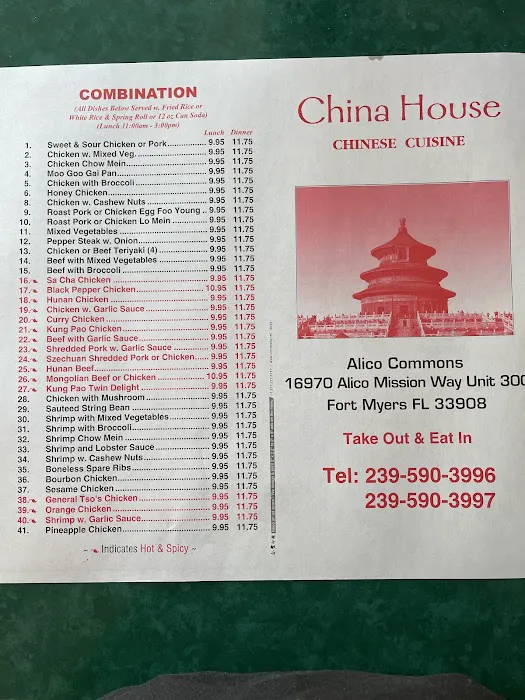 COMBINATION
(All Dishes Below Served w. Fried Rice or
White Rice & Spring Roll or 12 oz Can Soda)
(Lunch 11:00am - 3:00pm)
Lunch Dinner
1. Sweet & Sour Chicken or Pork 9.95 11.75
2. Chicken w. Mixed Veg. 9.95 11.75
3. Chicken Chow Mein 9.95 11.75
4. Moo Goo Gai Pan 9.95 11.75
5. Chicken with Broccoli 9.95 11.75
6. Honey Chicken 9.95 11.75
8. Chicken w. Cashew Nuts 9.95 11.75
9. Roast Pork or Chicken Egg Foo Young 9.95 11.75
10. Roast Pork or Chicken Lo Mein 9.95 11.75
11. Mixed Vegetables 9.95 11.75
12. Pepper Steak w. Onion 9.95 11.75
13. Chicken or Beef Teriyaki (4) 9.95 11.75
14. Beef with Mixed Vegetables 9.95 11.75
15. Beef with Broccoli 9.95 11.75
16. Sa Cha Chicken 9.95 11.75
17. Black Pepper Chicken 10.95 11.75
18. Hunan Chicken 9.95 11.75
19. Chicken w. Garlic Sauce 9.95 11.75
20. Curry Chicken 9.95 11.75
21. Kung Pao Chicken 9.95 11.75
22. Beef with Garlic Sauce 9.95 11.75
23. Shredded Pork w. Garlic Sauce 9.95 11.75
24. Szechuan Shredded Pork or Chicken 9.95 11.75
25. Hunan Beef 9.95 11.75
26. Mongolian Beef or Chicken 10.95 11.75
27. Kung Pao Twin Delight 9.95 11.75
28. Chicken with Mushroom 9.95 11.75
29. Sauteed String Bean 9.95 11.75
30. Shrimp with Mixed Vegetables 9.95 11.75
31. Shrimp with Broccoli 9.95 11.75
32. Shrimp Chow Mein 9.95 11.75
33. Shrimp and Lobster Sauce 9.95 11.75
34. Shrimp w. Cashew Nuts 9.95 11.75
35. Boneless Spare Ribs 9.95 11.75
36. Bourbon Chicken 9.95 11.75
37. Sesame Chicken 9.95 11.75
38. General Tso's Chicken 9.95 11.75
39. Orange Chicken 9.95 11.75
40. Shrimp w. Garlic Sauce 9.95 11.75
41. Pineapple Chicken 9.95 11.75
~ Indicates Hot & Spicy ~
China House
CHINESE CUISINE
Alico Commons
16970 Alico Mission Way Unit 300
Fort Myers FL 33908
Take Out & Eat In
Tel: 239-590-3996
239-590-3997